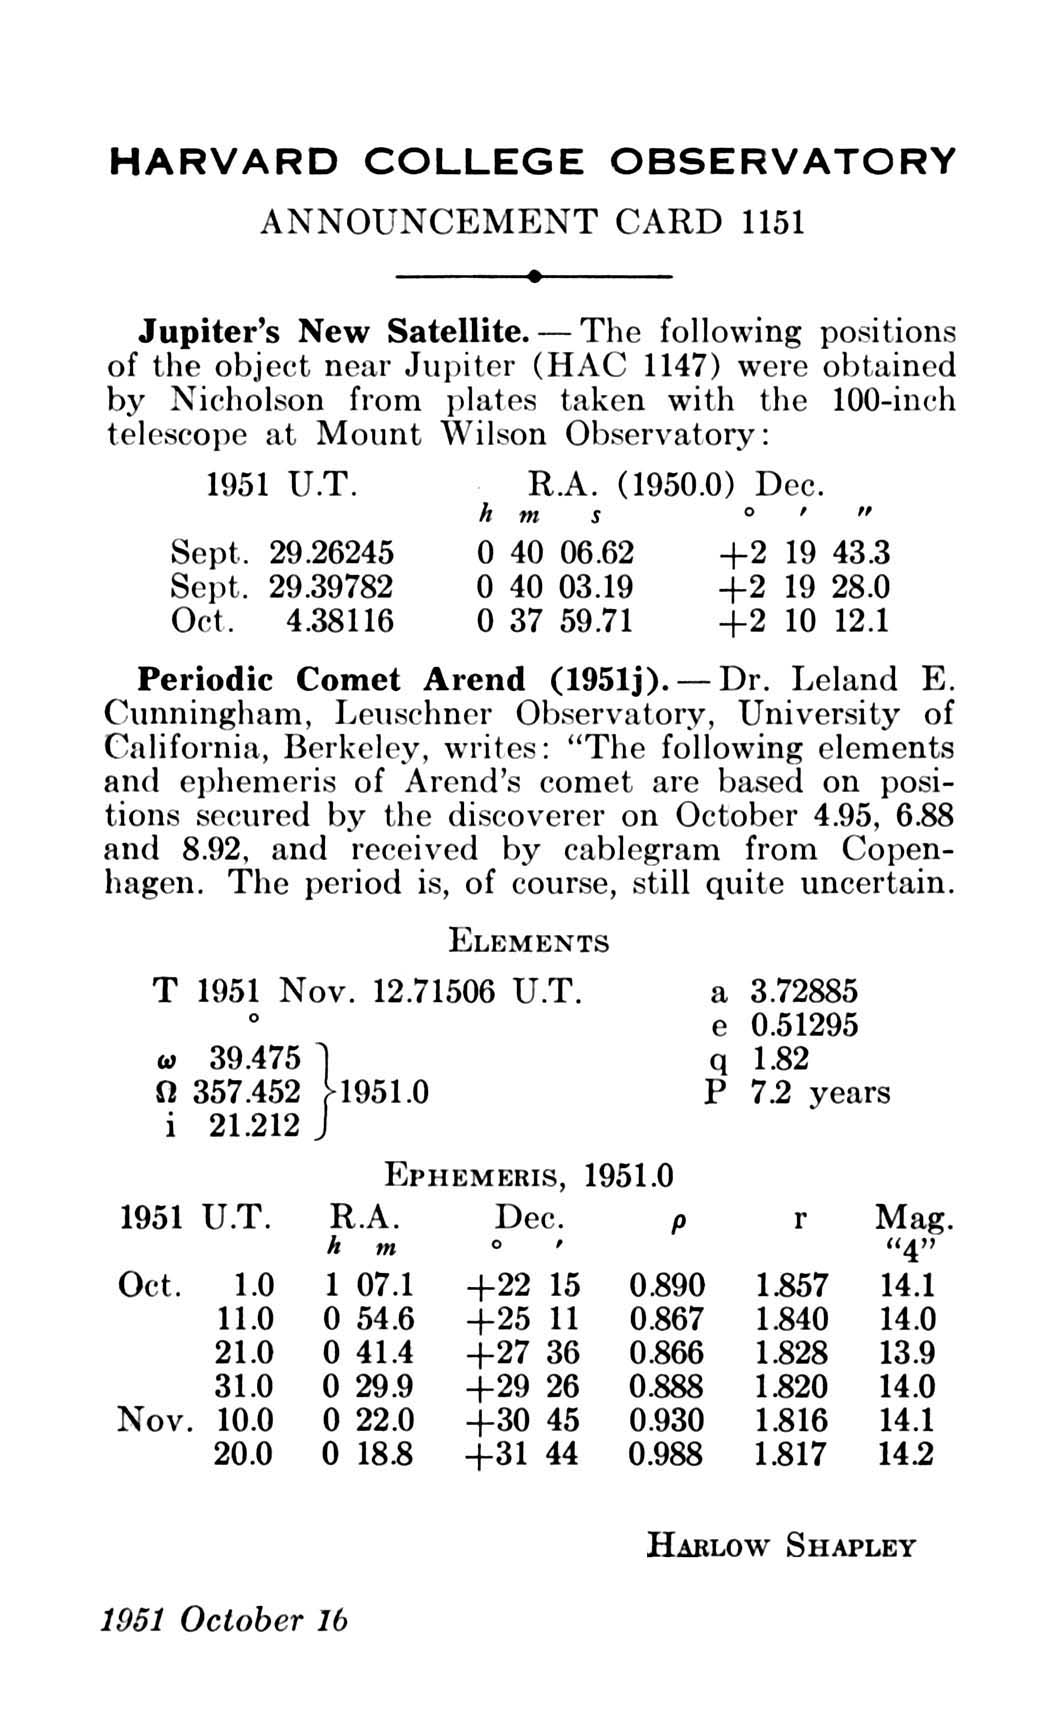 HARVARD COLLEGE OBSERVATORY
ANNOUNCEMENT CARD 1151
Jupiter's New Satellite. — The following positions
of the object near Jupiter (HAC 1147) were obtained
by Nicholson from plates taken with the 100-inch
telescope at Mount Wilson Observatory:
1951 U.T. R.A. (1950.0) Dec.
h m s ° ′ ″
Sept. 29.26245 0 40 06.62 +2 19 43.3
Sept. 29.39782 0 40 03.19 +2 19 28.0
Oct. 4.38116 0 37 59.71 +2 10 12.1
Periodic Comet Arend (1951j). — Dr. Leland E.
Cunningham, Leuschner Observatory, University of
California, Berkeley, writes: “The following elements
and ephemeris of Arend's comet are based on posi-
tions secured by the discoverer on October 4.95, 6.88
and 8.92, and received by cablegram from Copen-
hagen. The period is, of course, still quite uncertain.
ELEMENTS
T 1951 Nov. 12.71506 U.T. a 3.72885
° e 0.51295
ω 39.475 q 1.82
Ω 357.452 }1951.0 P 7.2 years
i 21.212
EPHEMERIS, 1951.0
1951 U.T. R.A. Dec. ρ r Mag.
h m ° ′ “4”
Oct. 1.0 1 07.1 +22 15 0.890 1.857 14.1
11.0 0 54.6 +25 11 0.867 1.840 14.0
21.0 0 41.4 +27 36 0.866 1.828 13.9
31.0 0 29.9 +29 26 0.888 1.820 14.0
Nov. 10.0 0 22.0 +30 45 0.930 1.816 14.1
20.0 0 18.8 +31 44 0.988 1.817 14.2
HARLOW SHAPLEY
1951 October 16